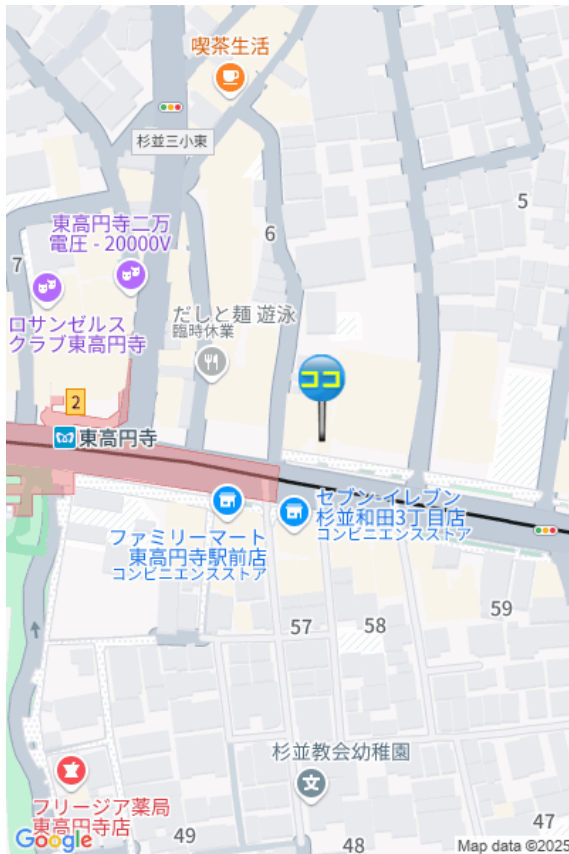 喫茶生活
杉並三小東
5
6
東高円寺二万
電圧 - 20000V
7
ロサンゼルス
クラブ東高円寺
だしと麺 遊泳
臨時休業
ココ
2
東高円寺
セブン-イレブン
杉並和田3丁目店
コンビニエンスストア
ファミリーマート
東高円寺駅前店
コンビニエンスストア
59
57
58
杉並教会幼稚園
文
フリージア薬局
東高円寺店
Google
49
48
47
Map data ©2025